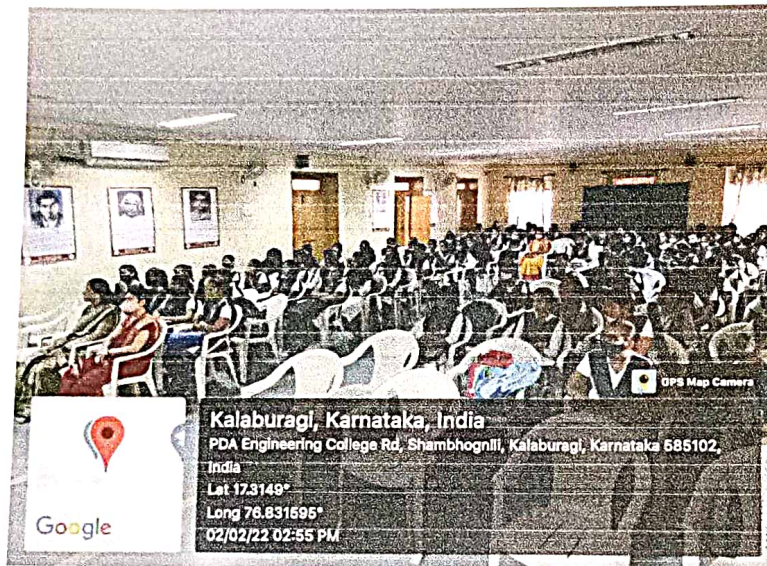 GPS Map Camera
Kalaburagi, Karnataka, India
PDA Engineering College Rd, Shambhognlli, Kalaburagi, Karnataka 585102,
India
Lat 17.3149°
Long 76.831595°
02/02/22 02:55 PM
Google